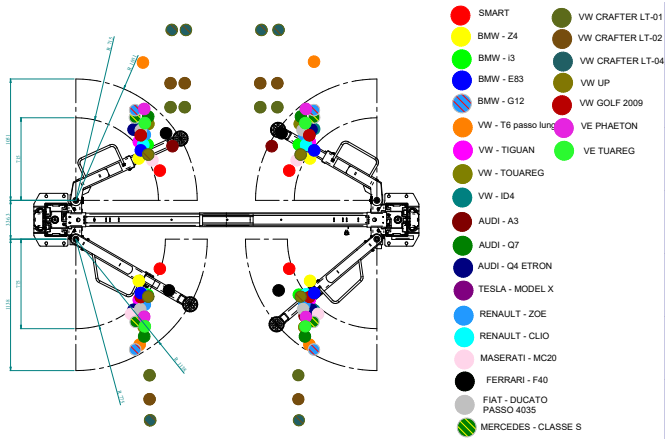 SMART
BMW - Z4
BMW - i3
BMW - E83
BMW - G12
VW - T6 passo lung
VW - TIGUAN
VW - TOUAREG
VW - ID4
AUDI - A3
AUDI - Q7
AUDI - Q4 ETRON
TESLA - MODEL X
RENAULT - ZOE
RENAULT - CLIO
MASERATI - MC20
FERRARI - F40
FIAT - DUCATO
PASSO 4035
MERCEDES - CLASSE S
VW CRAFTER LT-01
VW CRAFTER LT-02
VW CRAFTER LT-04
VW UP
VW GOLF 2009
VE PHAETON
VE TUAREG